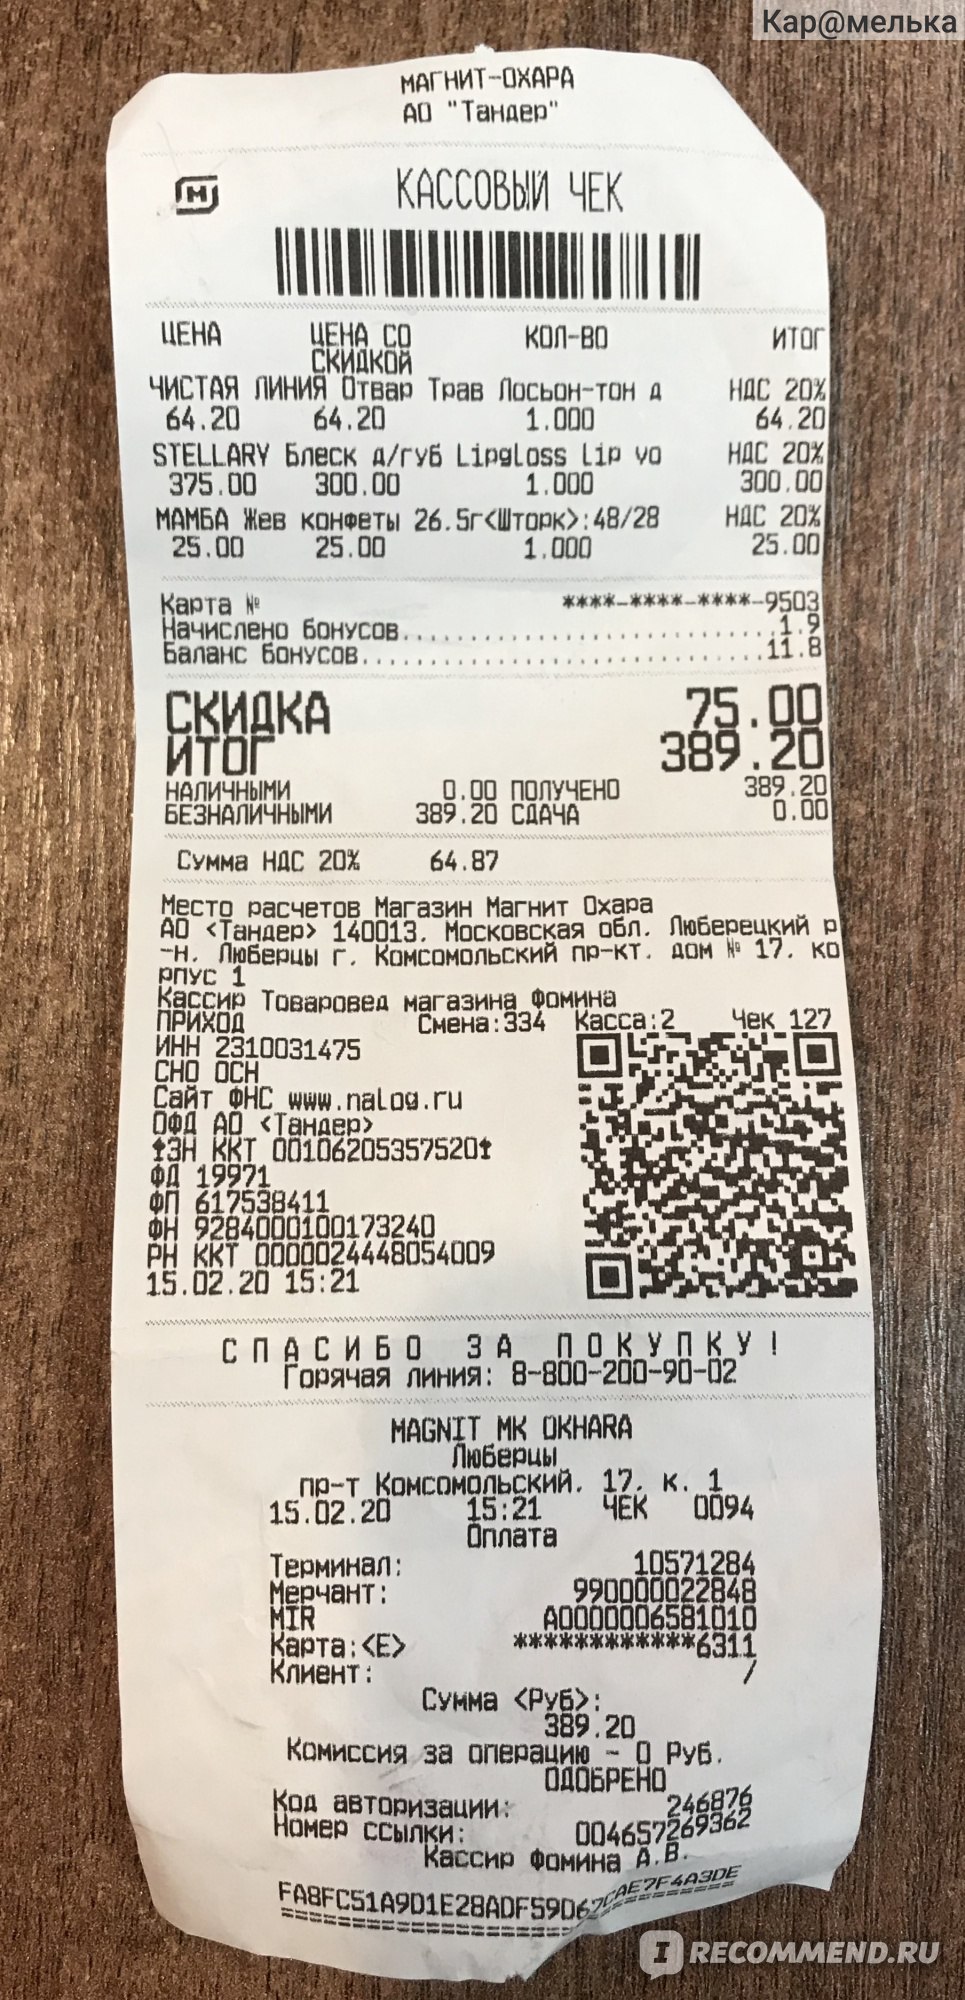 Кар@мелька
МАГНИТ-ОХАРА
АО "Тандер"
М
КАССОВЫЙ ЧЕК
ЦЕНА ЦЕНА СО СКИДКОЙ КОЛ-ВО ИТОГ
ЧИСТАЯ ЛИНИЯ Отвар Трав Лосьон-тон д НДС 20%
64.20 64.20 1.000 64.20
STELLARY Блеск д/губ Lipgloss Lip vo НДС 20%
375.00 300.00 1.000 300.00
МАМБА Жев конфеты 26.5г<Шторк>:48/28 НДС 20%
25.00 25.00 1.000 25.00
Карта № ****-****-****-9503
Начислено бонусов............................1.9
Баланс бонусов..............................11.8
СКИДКА 75.00
ИТОГ 389.20
НАЛИЧНЫМИ 0.00 ПОЛУЧЕНО 389.20
БЕЗНАЛИЧНЫМИ 389.20 СДАЧА 0.00
Сумма НДС 20% 64.87
Место расчетов Магазин Магнит Охара
АО <Тандер> 140013, Московская обл, Люберецкий р
-н, Люберцы г, Комсомольский пр-кт, дом № 17, ко
рпус 1
Кассир Товаровед магазина Фомина
ПРИХОД Смена:334 Касса:2 Чек 127
ИНН 2310031475
СНО ОСН
Сайт ФНС www.nalog.ru
ОФД АО <Тандер>
ЗН ККТ 00106205357520
ФД 19971
ФП 617538411
ФН 9284000100173240
РН ККТ 0000024448054009
15.02.20 15:21
СПАСИБО ЗА ПОКУПКУ!
Горячая линия: 8-800-200-90-02
MAGNIT MK OKHARA
Люберцы
пр-т Комсомольский, 17, к. 1
15.02.20 15:21 ЧЕК 0094
Оплата
Терминал: 10571284
Мерчант: 990000022848
MIR A0000006581010
Карта:<E> ************6311
Клиент: /
Сумма <Руб>:
389.20
Комиссия за операцию - 0 Руб.
ОДОБРЕНО
Код авторизации: 246876
Номер ссылки: 004657269362
Кассир Фомина А.В.
FA8FC51A9D1E28ADF59D67CAE7F4A3DE
================================
I RECOMMEND.RU